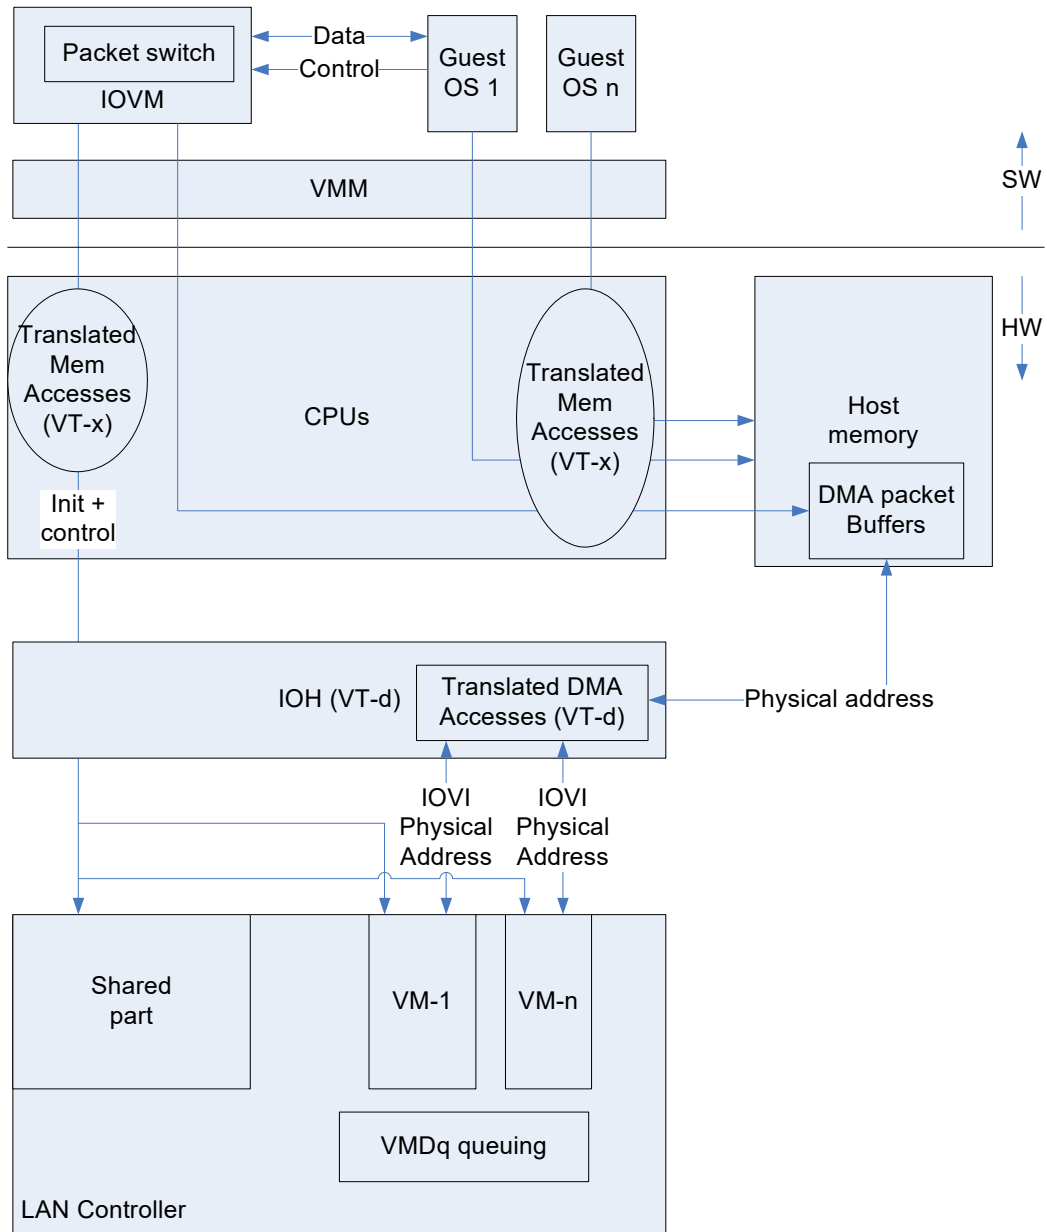 Packet switch
IOVM
Data
Control
Guest
OS 1
Guest
OS n
VMM
SW
HW
Translated
Mem
Accesses
(VT-x)
CPUs
Translated
Mem
Accesses
(VT-x)
Host
memory
DMA packet
Buffers
Init +
control
IOH (VT-d)
Translated DMA
Accesses (VT-d)
Physical address
IOVI
Physical
Address
IOVI
Physical
Address
Shared
part
VM-1
VM-n
VMDq queuing
LAN Controller